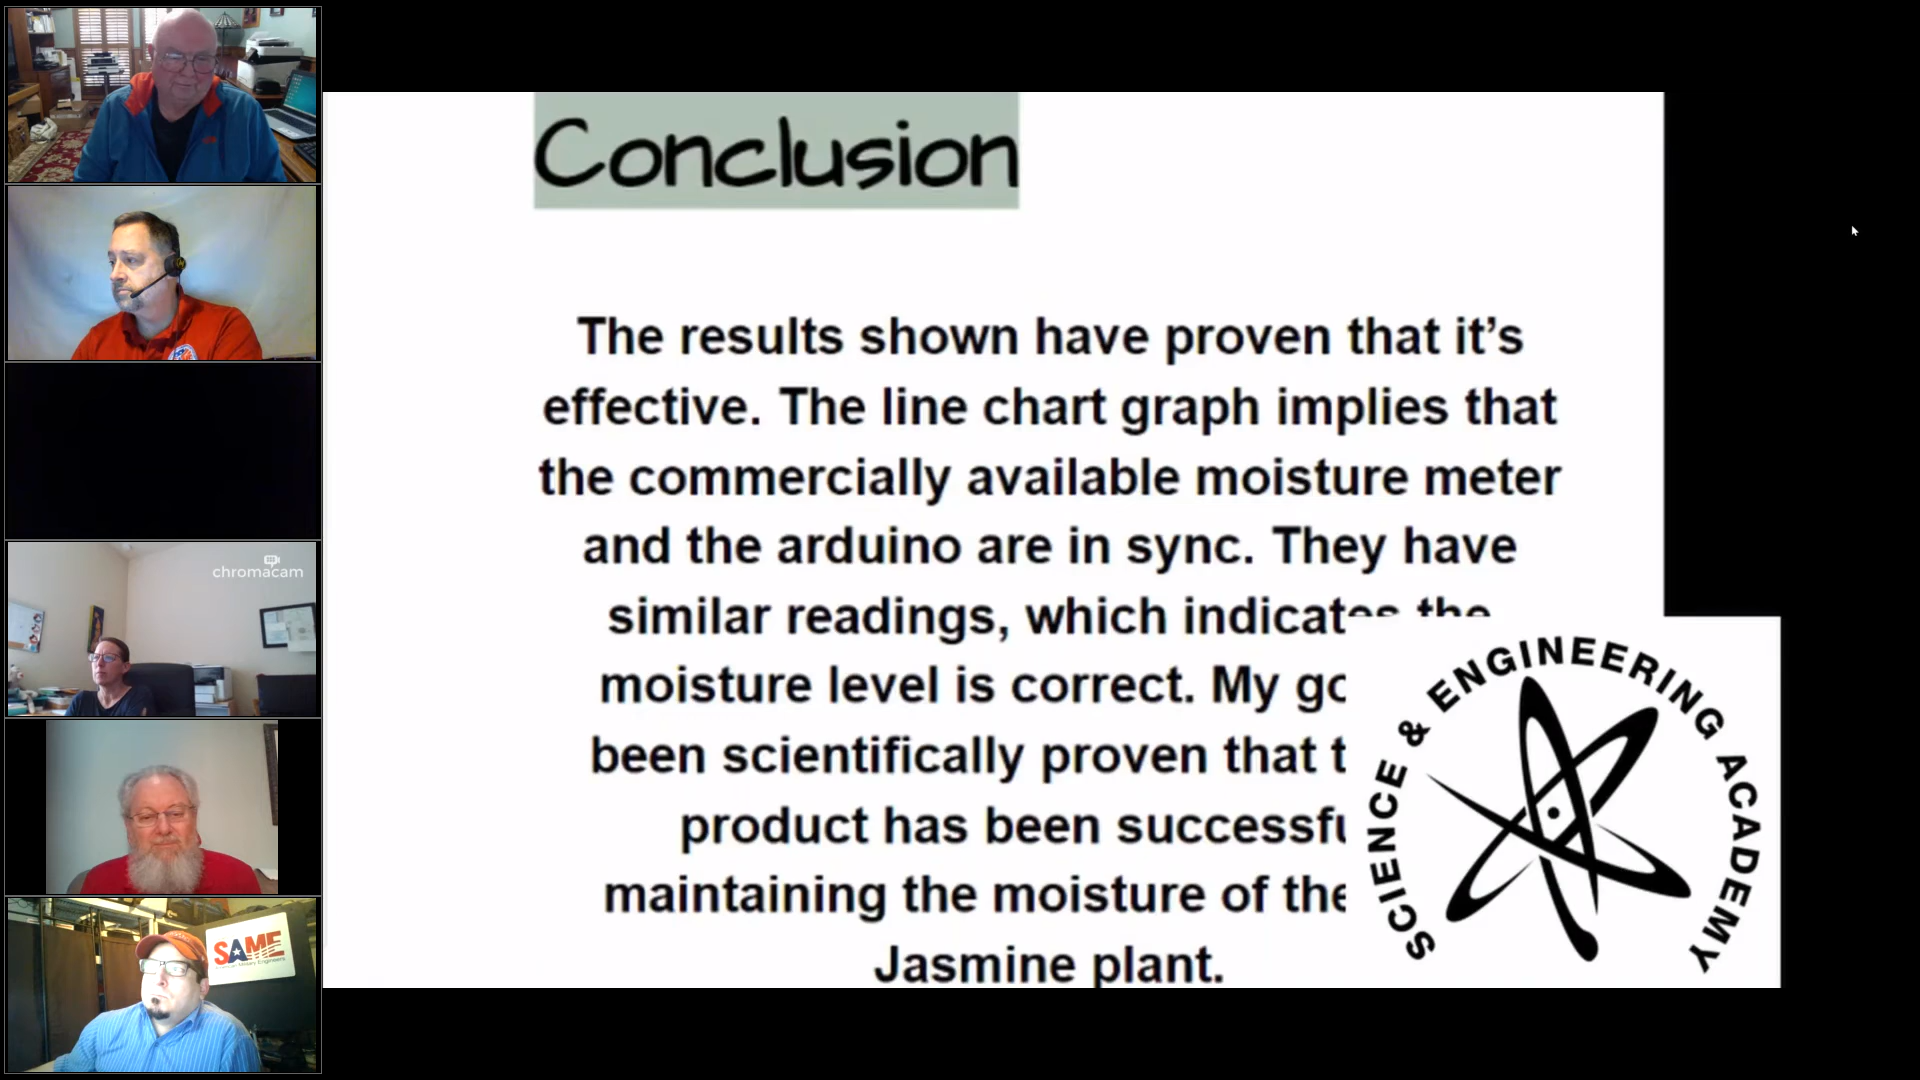 Conclusion
The results shown have proven that it's
effective. The line chart graph implies that
the commercially available moisture meter
and the arduino are in sync. They have
similar readings, which indicates the
moisture level is correct. My
been scientifically proven that
product has been
maintaining the moisture of the
Jasmine plant.
SCIENCE & ENGINEERING ACADEMY
chromacam
SAME